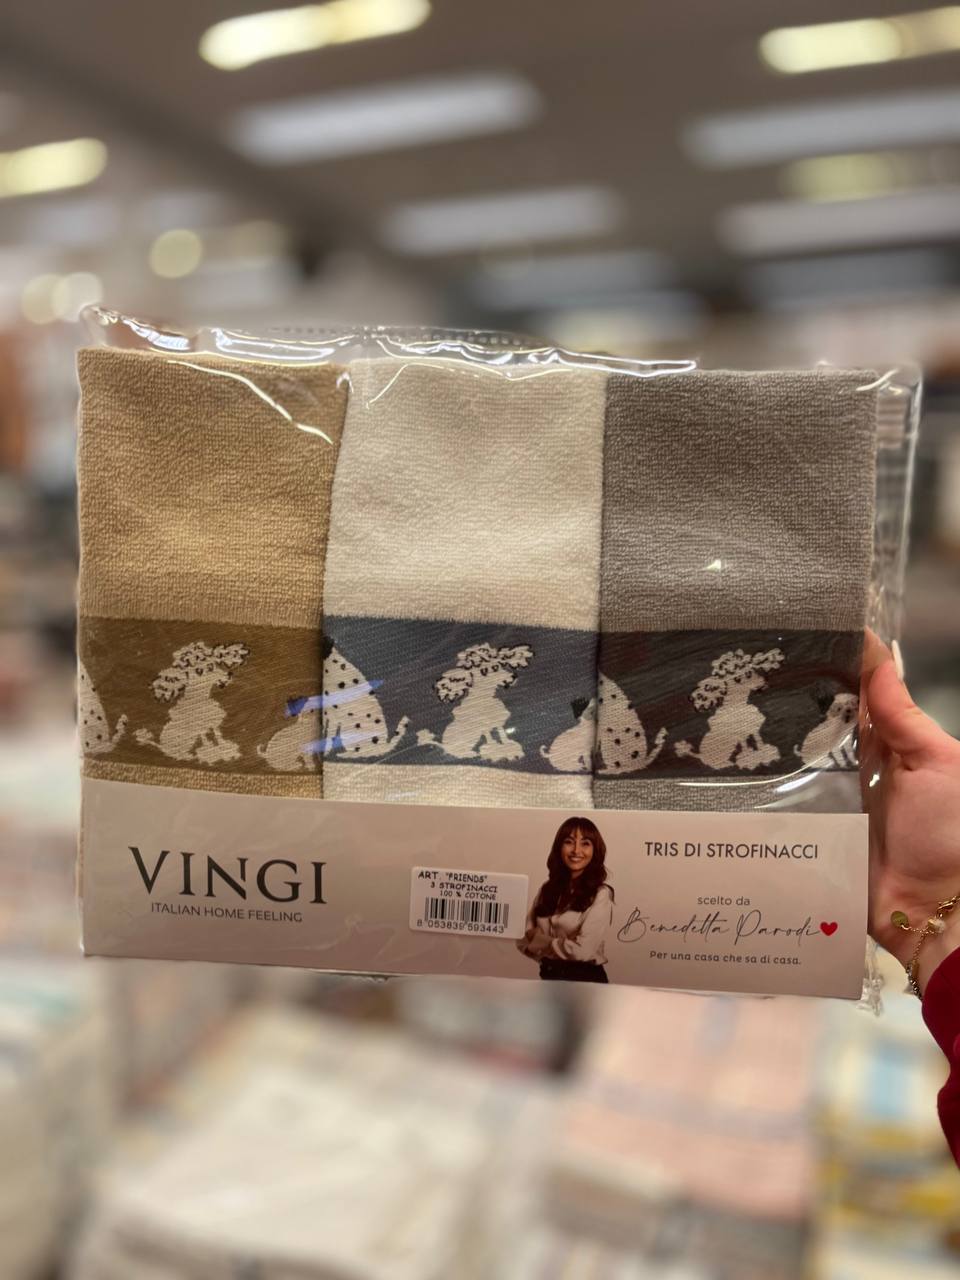 VINGI
ITALIAN HOME FEELING
ART. "FRIENDS"
3 STROFINACCI
100 % COTONE
8 053839 593443
TRIS DI STROFINACCI
scelto da
Benedetta Parodi
Per una casa che sa di casa.